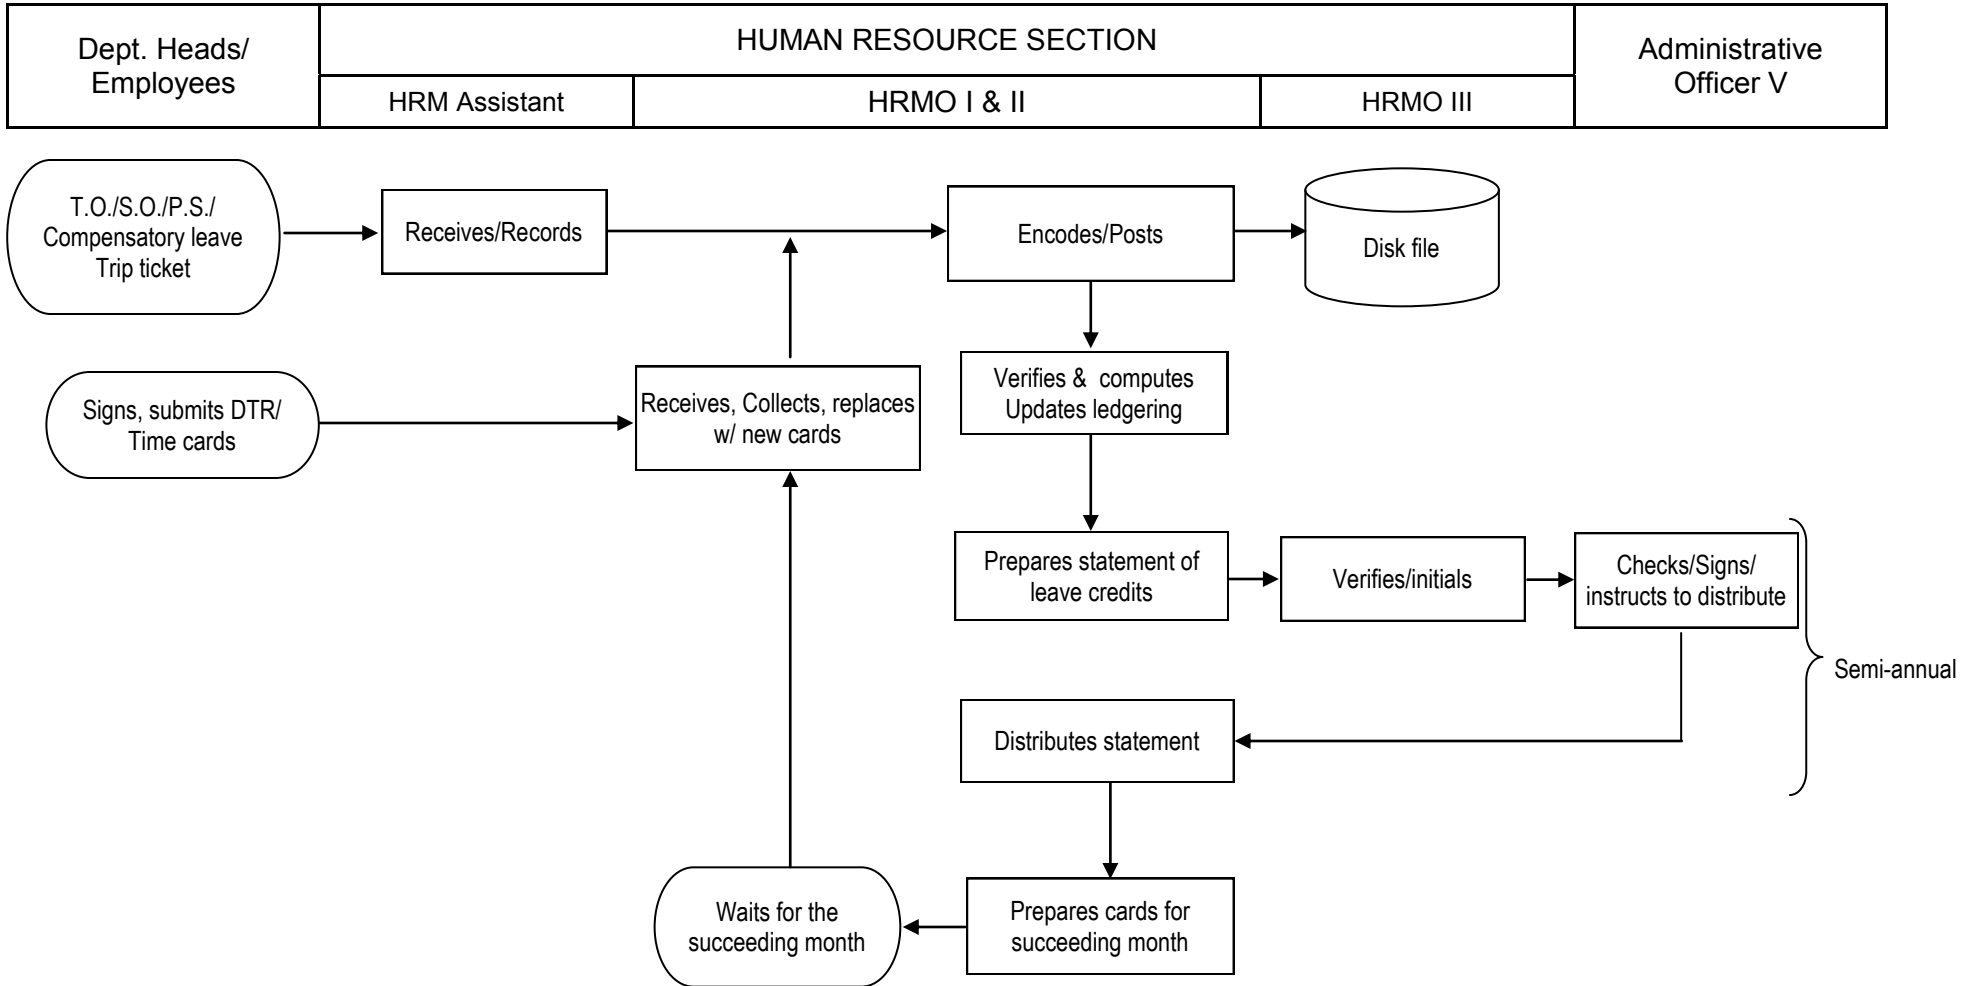 Dept. Heads/
Employees
HUMAN RESOURCE SECTION
Administrative
Officer V
HRM Assistant
HRMO I & II
HRMO III
T.O./S.O./P.S./
Compensatory leave
Trip ticket
Receives/Records
Encodes/Posts
Disk file
Signs, submits DTR/
Time cards
Receives, Collects, replaces
w/ new cards
Verifies & computes
Updates ledgering
Prepares statement of
leave credits
Verifies/initials
Checks/Signs/
instructs to distribute
Semi-annual
Distributes statement
Waits for the
succeeding month
Prepares cards for
succeeding month